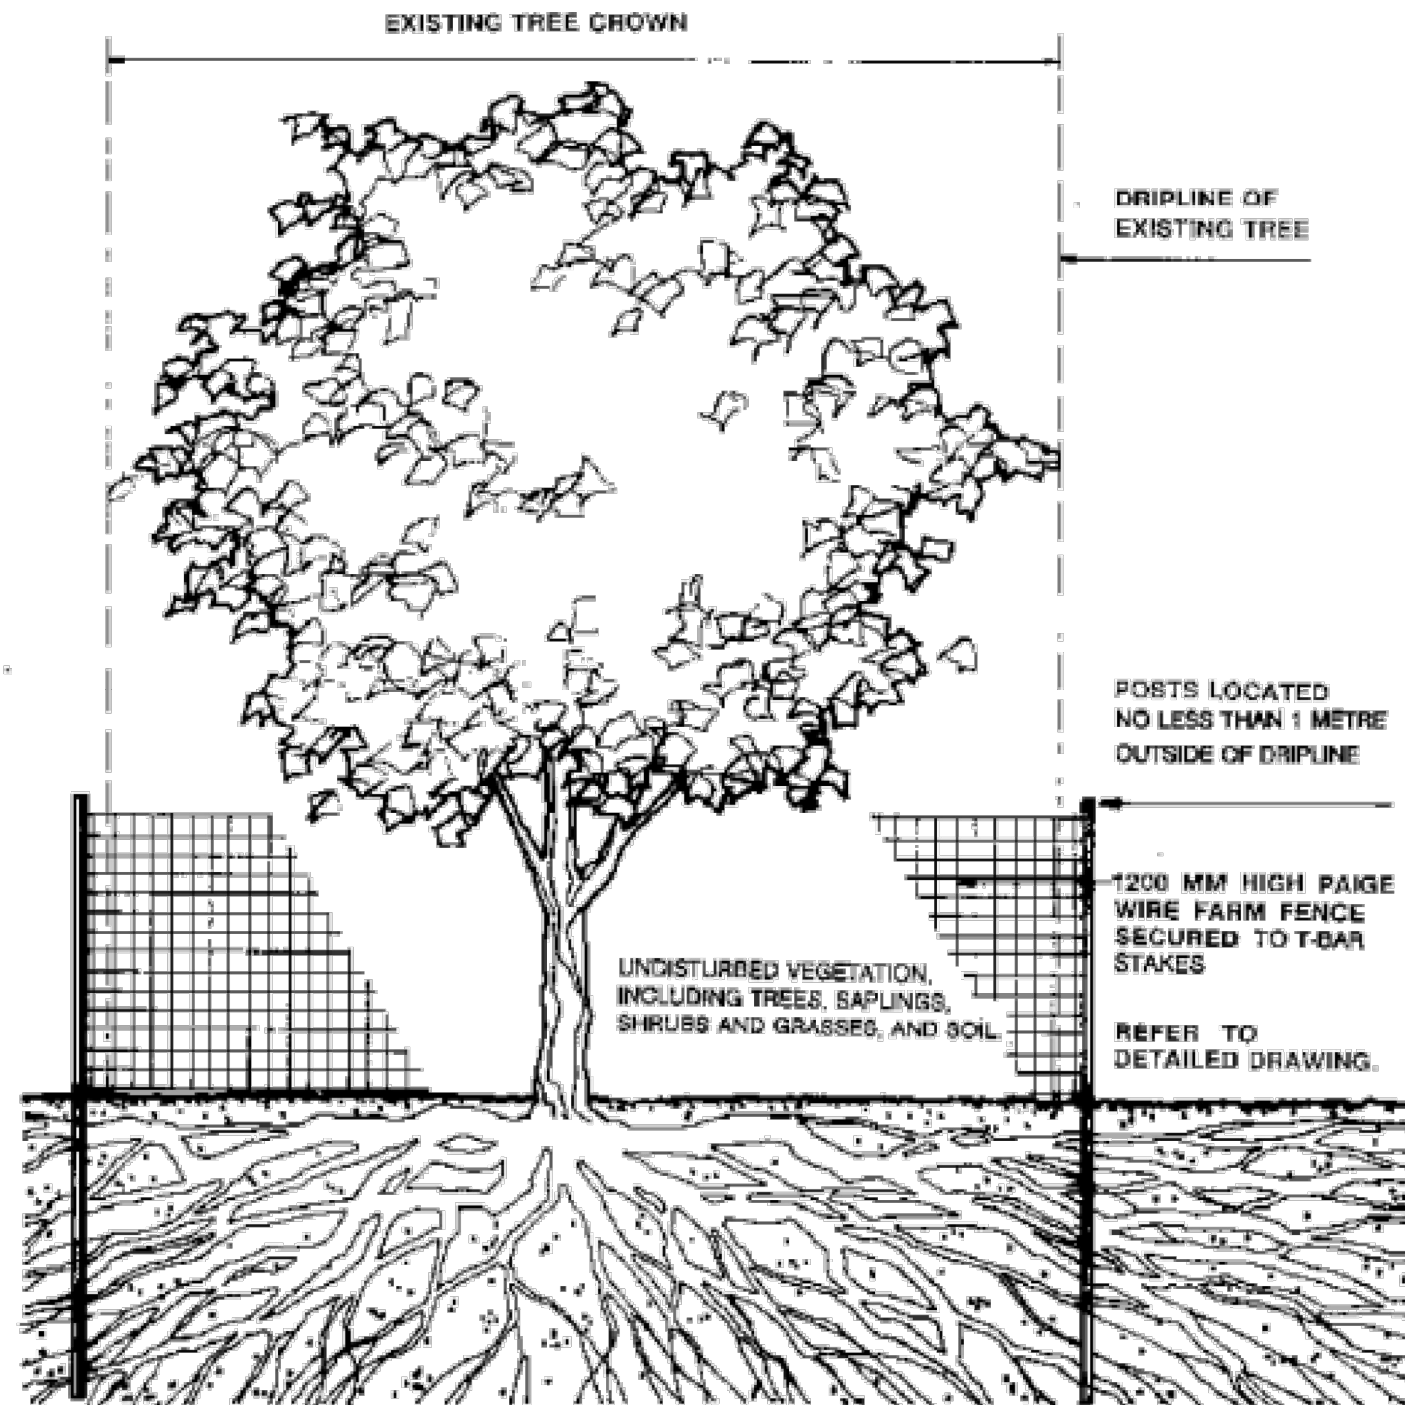 EXISTING TREE CROWN
DRIPLINE OF
EXISTING TREE
POSTS LOCATED
NO LESS THAN 1 METRE
OUTSIDE OF DRIPLINE
1200 MM HIGH PAIGE
WIRE FARM FENCE
SECURED TO T-BAR
STAKES
UNDISTURBED VEGETATION,
INCLUDING TREES, SAPLINGS,
SHRUBS AND GRASSES, AND SOIL.
REFER TO
DETAILED DRAWING.